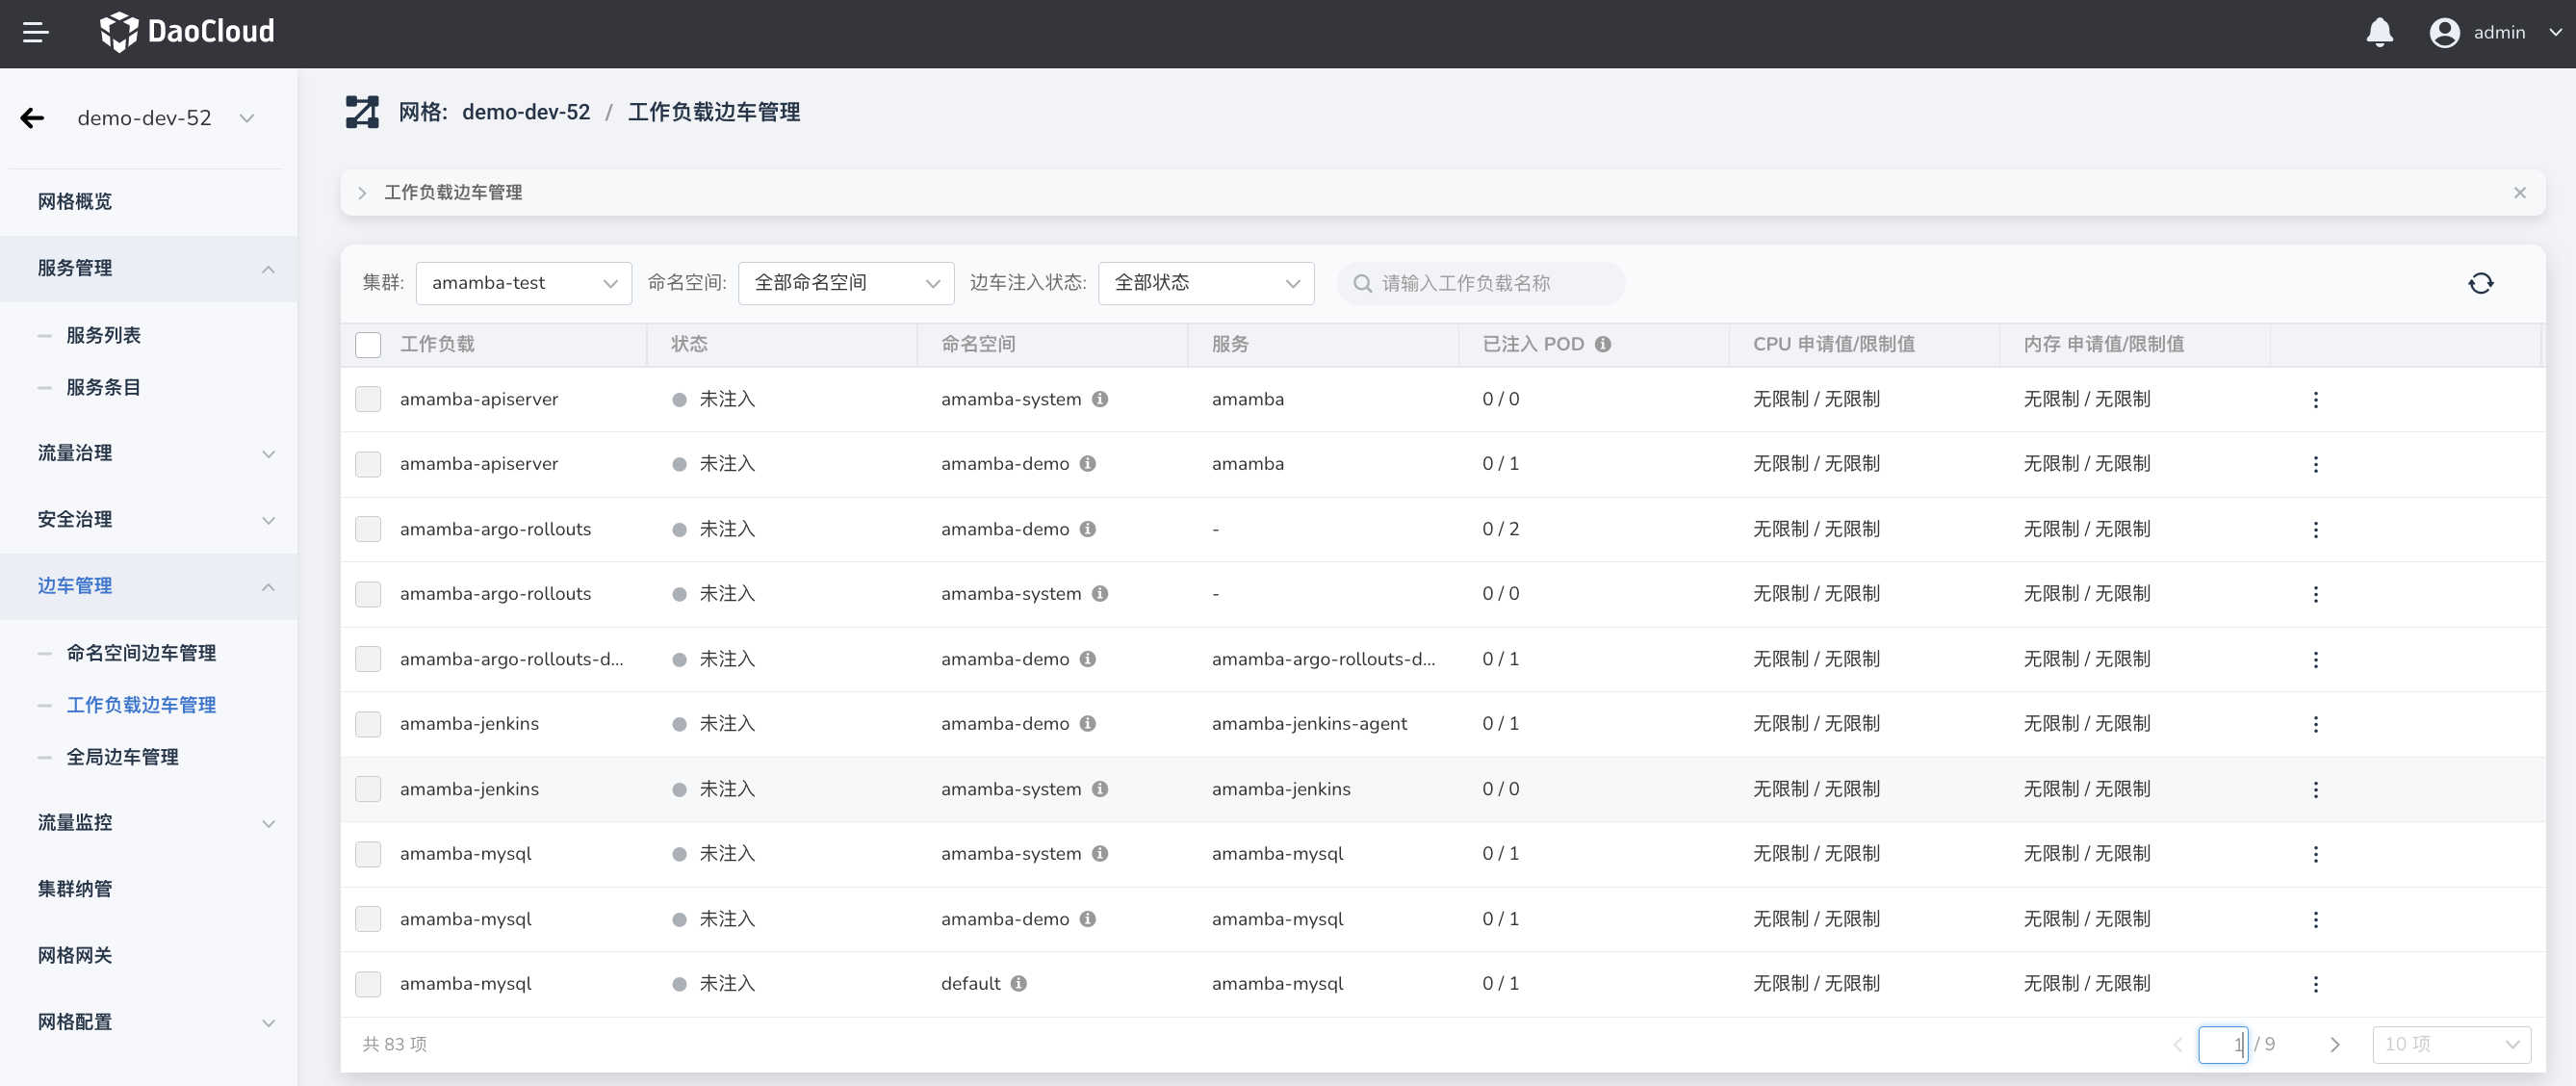 DaoCloud
admin
demo-dev-52
网格概览
服务管理
服务列表
服务条目
流量治理
安全治理
边车管理
命名空间边车管理
工作负载边车管理
全局边车管理
流量监控
集群纳管
网格网关
网格配置
网格: demo-dev-52 / 工作负载边车管理
工作负载边车管理
集群: amamba-test 命名空间: 全部命名空间 边车注入状态: 全部状态 请输入工作负载名称
工作负载 状态 命名空间 服务 已注入 POD CPU 申请值/限制值 内存 申请值/限制值
amamba-apiserver 未注入 amamba-system amamba 0 / 0 无限制 / 无限制 无限制 / 无限制
amamba-apiserver 未注入 amamba-demo amamba 0 / 1 无限制 / 无限制 无限制 / 无限制
amamba-argo-rollouts 未注入 amamba-demo - 0 / 2 无限制 / 无限制 无限制 / 无限制
amamba-argo-rollouts 未注入 amamba-system - 0 / 0 无限制 / 无限制 无限制 / 无限制
amamba-argo-rollouts-d... 未注入 amamba-demo amamba-argo-rollouts-d... 0 / 1 无限制 / 无限制 无限制 / 无限制
amamba-jenkins 未注入 amamba-demo amamba-jenkins-agent 0 / 1 无限制 / 无限制 无限制 / 无限制
amamba-jenkins 未注入 amamba-system amamba-jenkins 0 / 0 无限制 / 无限制 无限制 / 无限制
amamba-mysql 未注入 amamba-system amamba-mysql 0 / 1 无限制 / 无限制 无限制 / 无限制
amamba-mysql 未注入 amamba-demo amamba-mysql 0 / 1 无限制 / 无限制 无限制 / 无限制
amamba-mysql 未注入 default amamba-mysql 0 / 1 无限制 / 无限制 无限制 / 无限制
共 83 项 1 / 9 10 项